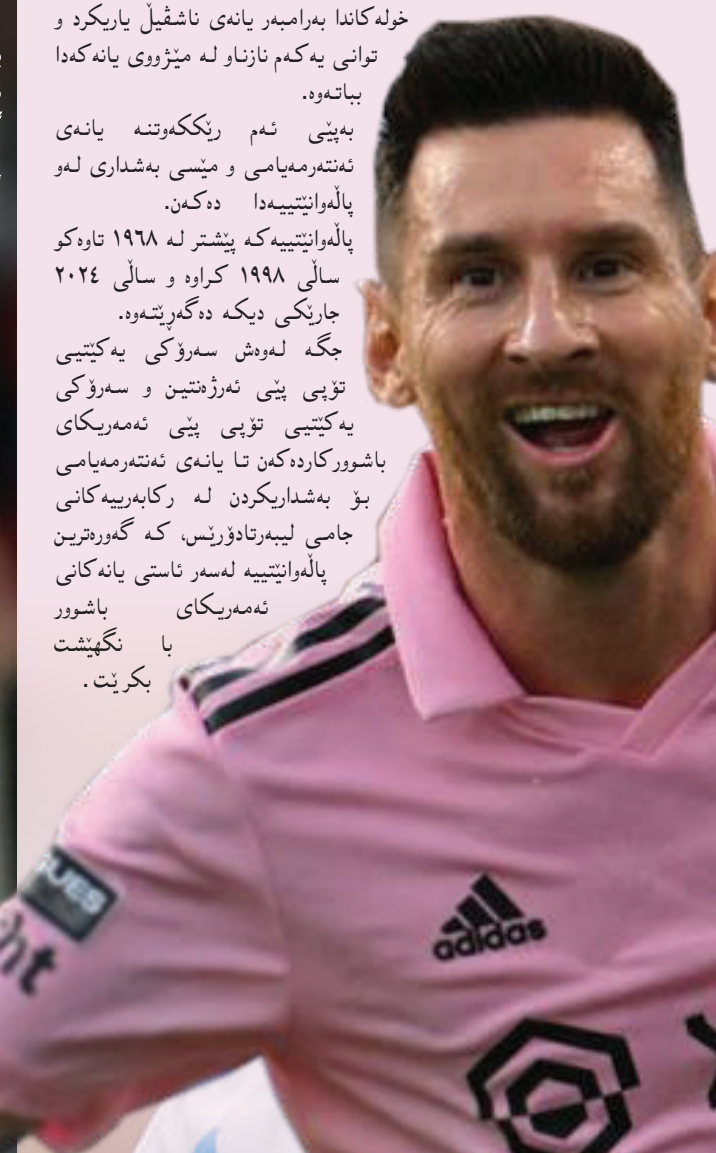 خولەکاندا بەرامبەر یانەی ناشڤیڵ یاریکرد و
توانی یەکەم نازناو لە مێژووی یانەکەدا
بباتەوە.
بەپێی ئەم رێککەوتنە یانەی
ئەنتەرمەیامی و مێسی بەشداری لەو
پاڵەوانێتییەدا دەکەن.
پاڵەوانێتییەکە پێشتر لە ١٩٦٨ تاوەکو
ساڵی ١٩٩٨ کراوە و ساڵی ٢٠٢٤
جارێکی دیکە دەگەڕێتەوە.
جگە لەوەش سەرۆکی یەکێتیی
تۆپی پێی ئەرژەنتین و سەرۆکی
یەکێتیی تۆپی پێی ئەمەریکای
باشوورکاردەکەن تا یانەی ئەنتەرمەیامی
بۆ بەشداریکردن لە رکابەرییەکانی
جامی لیبەرتادۆرێس، کە گەورەترین
پاڵەوانێتییە لەسەر ئاستی یانەکانی
ئەمەریکای باشوور
با نگهێشت
بکرێت.
adidas